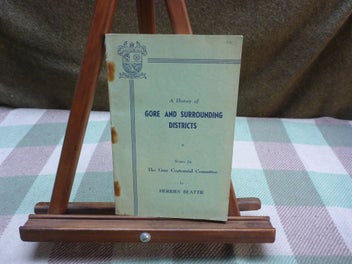 A History of
GORE AND SURROUNDING
DISTRICTS
Written for
The Gore Centennial Committee
by
HERRIES BEATTIE